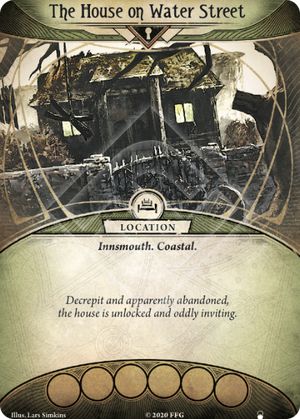 The House on Water Street
LOCATION
Innsmouth. Coastal.
Decrepit and apparently abandoned,
the house is unlocked and oddly inviting.
Illus. Lars Simkins
© 2020 FFG